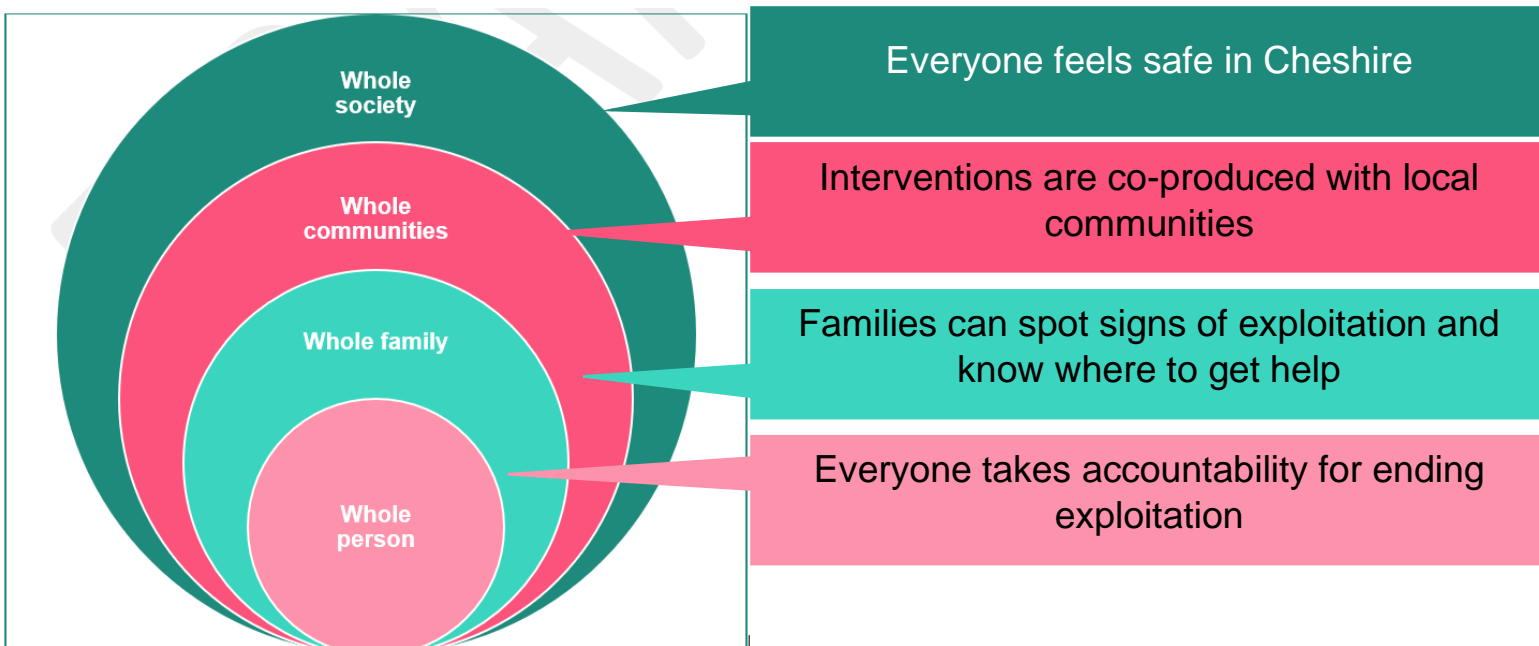 Whole
society
Everyone feels safe in Cheshire
Whole
communities
Interventions are co-produced with local
communities
Whole family
Families can spot signs of exploitation and
know where to get help
Whole
person
Everyone takes accountability for ending
exploitation